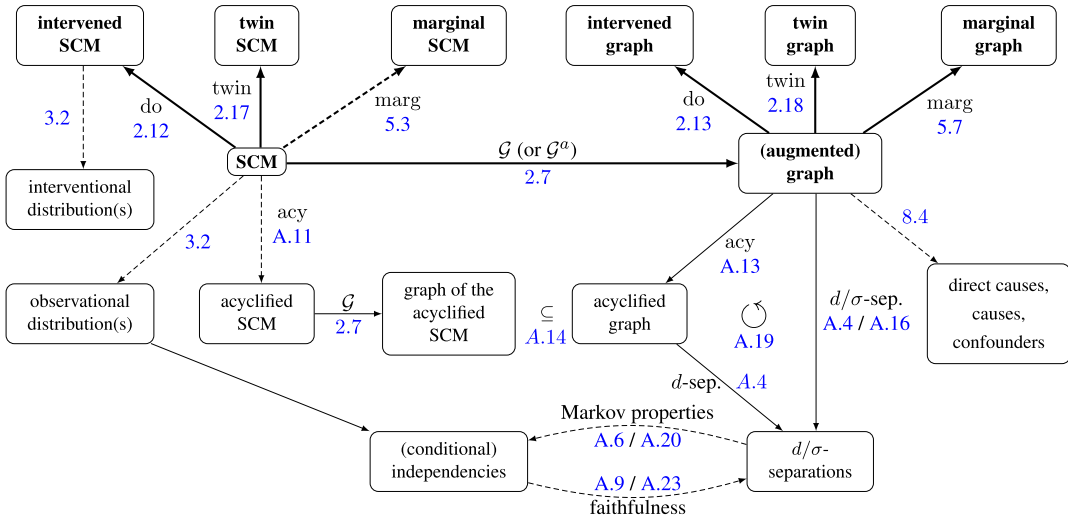 intervened
SCM
twin
SCM
marginal
SCM
intervened
graph
twin
graph
marginal
graph
3.2
do
2.12
twin
2.17
marg
5.3
do
2.13
twin
2.18
marg
5.7
SCM
𝒢 (or 𝒢ᵃ)
2.7
(augmented)
graph
interventional
distribution(s)
3.2
acy
A.11
acy
A.13
8.4
observational
distribution(s)
acyclified
SCM
𝒢
2.7
graph of the
acyclified
SCM
⊆
A.14
acyclified
graph
A.19
d/σ-sep.
A.4 / A.16
direct causes,
causes,
confounders
d-sep. A.4
Markov properties
A.6 / A.20
(conditional)
independencies
d/σ-
separations
A.9 / A.23
faithfulness